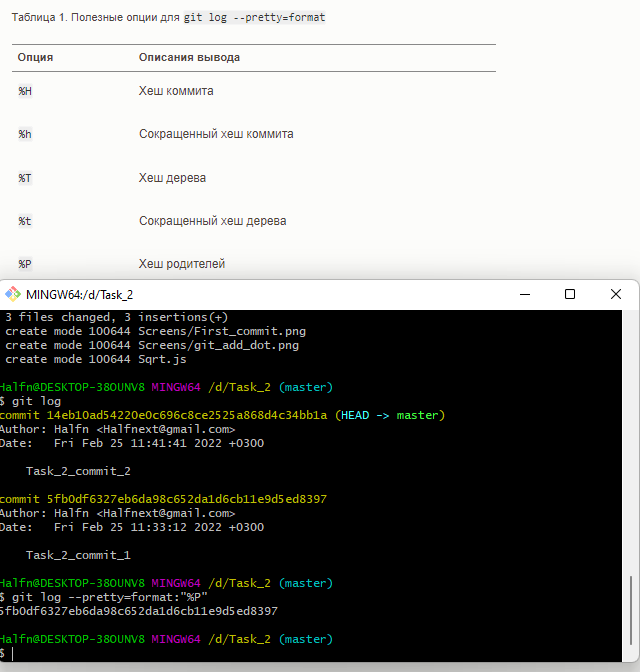 Таблица 1. Полезные опции для git log --pretty=format
Опция Описания вывода
%H Хеш коммита
%h Сокращенный хеш коммита
%T Хеш дерева
%t Сокращенный хеш дерева
%P Хеш родителей
MINGW64:/d/Task_2
3 files changed, 3 insertions(+)
create mode 100644 Screens/First_commit.png
create mode 100644 Screens/git_add_dot.png
create mode 100644 Sqrt.js
Halfn@DESKTOP-38OUNV8 MINGW64 /d/Task_2 (master)
$ git log
commit 14eb10ad54220e0c696c8ce2525a868d4c34bb1a (HEAD -> master)
Author: Halfn <Halfnext@gmail.com>
Date: Fri Feb 25 11:41:41 2022 +0300
Task_2_commit_2
commit 5fb0df6327eb6da98c652da1d6cb11e9d5ed8397
Author: Halfn <Halfnext@gmail.com>
Date: Fri Feb 25 11:33:12 2022 +0300
Task_2_commit_1
Halfn@DESKTOP-38OUNV8 MINGW64 /d/Task_2 (master)
$ git log --pretty=format:"%P"
5fb0df6327eb6da98c652da1d6cb11e9d5ed8397
Halfn@DESKTOP-38OUNV8 MINGW64 /d/Task_2 (master)
$